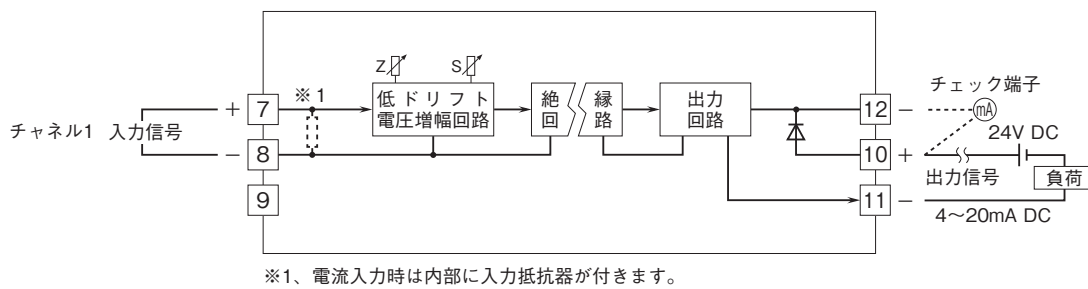 Z
S
※1
チャネル1
入力信号
+
7
−
8
9
低ドリフト
電圧増幅回路
絶
回
縁
路
出力
回路
12
−
10
+
11
−
チェック端子
mA
24V DC
出力信号
負荷
4～20mA DC
※1、電流入力時は内部に入力抵抗器が付きます。